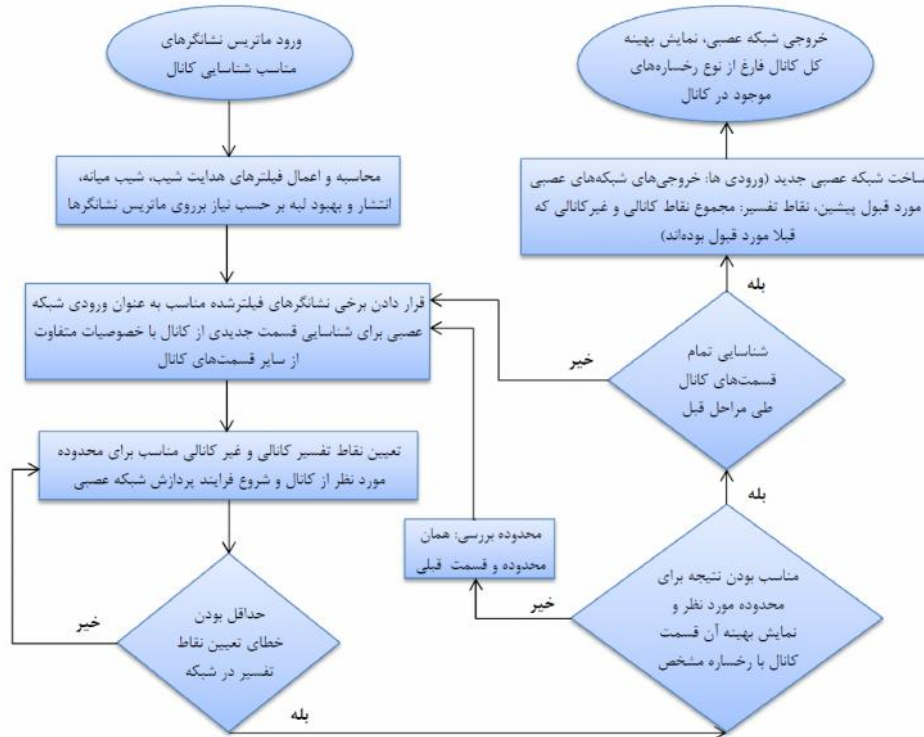 ورود ماتریس نشانگرهای
مناسب شناسایی کانال
محاسبه و اعمال فیلترهای هدایت شیب، شیب میانه،
انتشار و بهبود لبه بر حسب نیاز برروی ماتریس نشانگرها
قرار دادن برخی نشانگرهای فیلترشده مناسب به عنوان ورودی شبکه
عصبی برای شناسایی قسمت جدیدی از کانال با خصوصیات متفاوت
از سایر قسمت‌های کانال
تعیین نقاط تفسیر کانالی و غیر کانالی مناسب برای محدوده
مورد نظر از کانال و شروع فرایند پردازش شبکه عصبی
حداقل بودن
خطای تعیین نقاط
تفسیر در شبکه
خیر
بله
مناسب بودن نتیجه برای
محدوده مورد نظر و
نمایش بهینه آن قسمت
کانال با رخساره مشخص
خیر
محدوده بررسی: همان
محدوده و قسمت قبلی
بله
شناسایی تمام
قسمت‌های کانال
طی مراحل قبل
خیر
بله
ساخت شبکه عصبی جدید (ورودی ها: خروجی‌های شبکه‌های عصبی
مورد قبول پیشین، نقاط تفسیر: مجموع نقاط کانالی و غیرکانالی که
قبلا مورد قبول بوده‌اند)
خروجی شبکه عصبی، نمایش بهینه
کل کانال فارغ از نوع رخساره‌های
موجود در کانال